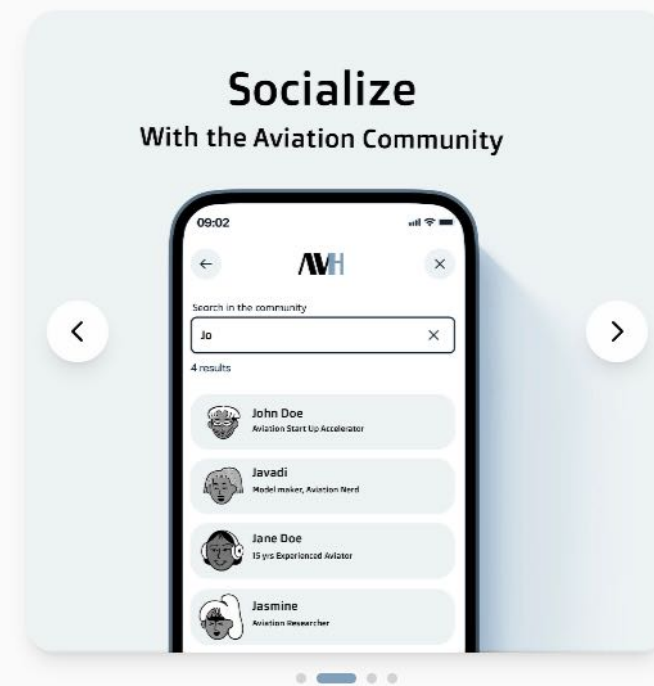 Socialize
With the Aviation Community
09:02
AVH
Search in the community
Jo
4 results
John Doe
Aviation Start Up Accelerator
Javadi
Model maker, Aviation Nerd
Jane Doe
15 yrs Experienced Aviator
Jasmine
Aviation Researcher